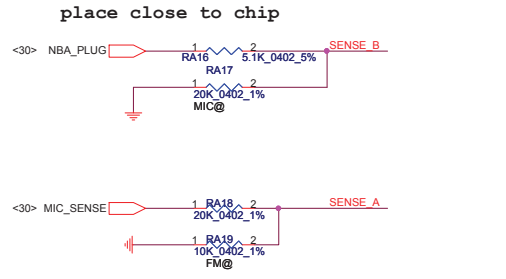 place close to chip
<30> NBA_PLUG 1 2 SENSE_B
RA16 5.1K_0402_5%
RA17
1 2
20K_0402_1%
MIC@
<30> MIC_SENSE 1 RA18 2 SENSE_A
20K_0402_1%
1 RA19 2
10K_0402_1%
FM@